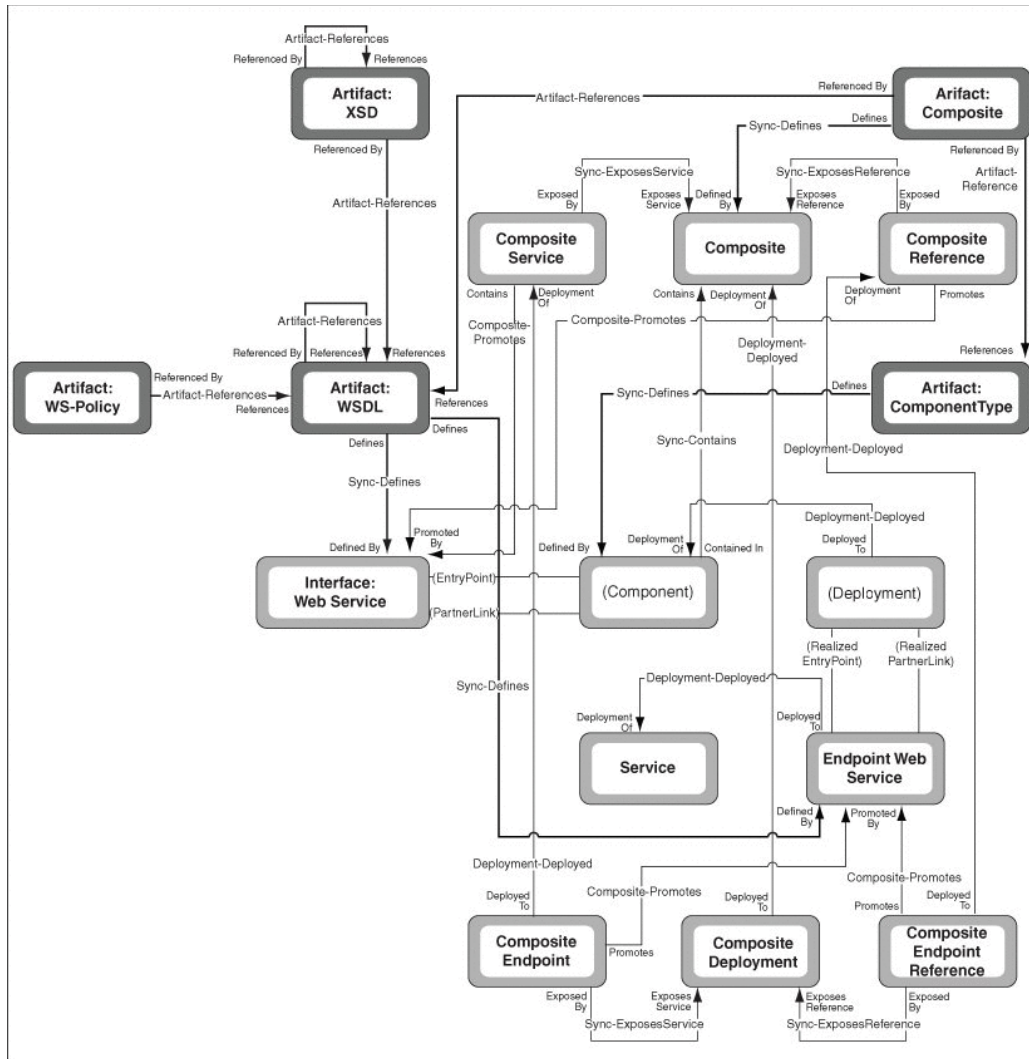 Artifact-References
Referenced By
References
Artifact:
XSD
Referenced By
Artifact-References
Referenced By
Arifact:
Composite
Artifact-References
Defines
Sync-Defines
Referenced By
Artifact-
Reference
Sync-ExposesService
Sync-ExposesReference
Exposed
By
Exposes
Service
Defined
By
Exposes
Reference
Exposed
By
Artifact-References
Composite
Service
Composite
Composite
Reference
Contains
Deployment
Of
Contains
Deployment
Of
Deployment
Of
Promotes
Artifact-References
Composite-
Promotes
Composite-Promotes
Deployment-
Deployed
Referenced By
References
References
References
Artifact:
WS-Policy
Referenced By
Artifact-References
References
Artifact:
WSDL
References
Defines
Defines
Sync-Defines
Defines
Artifact:
ComponentType
Sync-Contains
Deployment-Deployed
Sync-Defines
Deployment-Deployed
Promoted
By
Defined By
Defined By
Deployment
Of
Contained In
Deployed
To
Interface:
Web Service
(EntryPoint)
(PartnerLink)
(Component)
(Deployment)
(Realized
EntryPoint)
(Realized
PartnerLink)
Sync-Defines
Deployment-Deployed
Deployment
Of
Deployed
To
Service
Endpoint Web
Service
Defined
By
Promoted
By
Deployment-Deployed
Composite-Promotes
Composite-Promotes
Deployed
To
Deployed
To
Promotes
Deployed
To
Composite
Endpoint
Promotes
Composite
Deployment
Composite
Endpoint
Reference
Exposed
By
Exposes
Service
Exposes
Reference
Exposed
By
Sync-ExposesService
Sync-ExposesReference